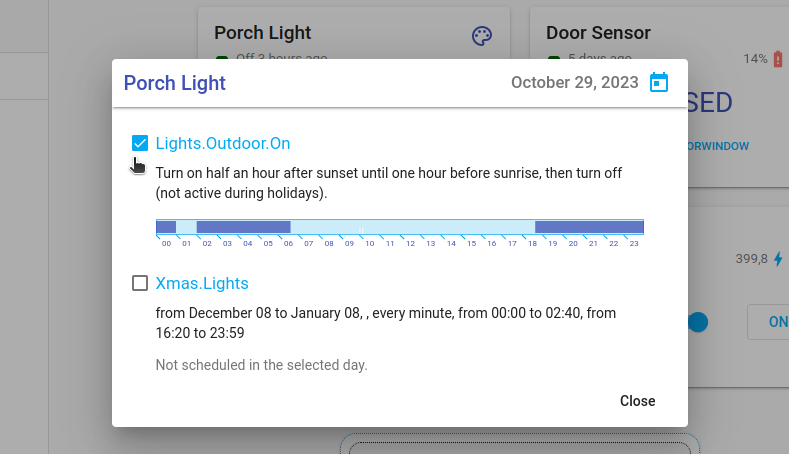 Porch Light
Door Sensor
Off 3 hours ago
5 days ago
14%
Porch Light
October 29, 2023
SED
Lights.Outdoor.On
ORWINDOW
Turn on half an hour after sunset until one hour before sunrise, then turn off
(not active during holidays).
00 01 02 03 04 05 06 07 08 09 10 11 12 13 14 15 16 17 18 19 20 21 22 23
399,8
Xmas.Lights
from December 08 to January 08, , every minute, from 00:00 to 02:40, from
16:20 to 23:59
ON
Not scheduled in the selected day.
Close